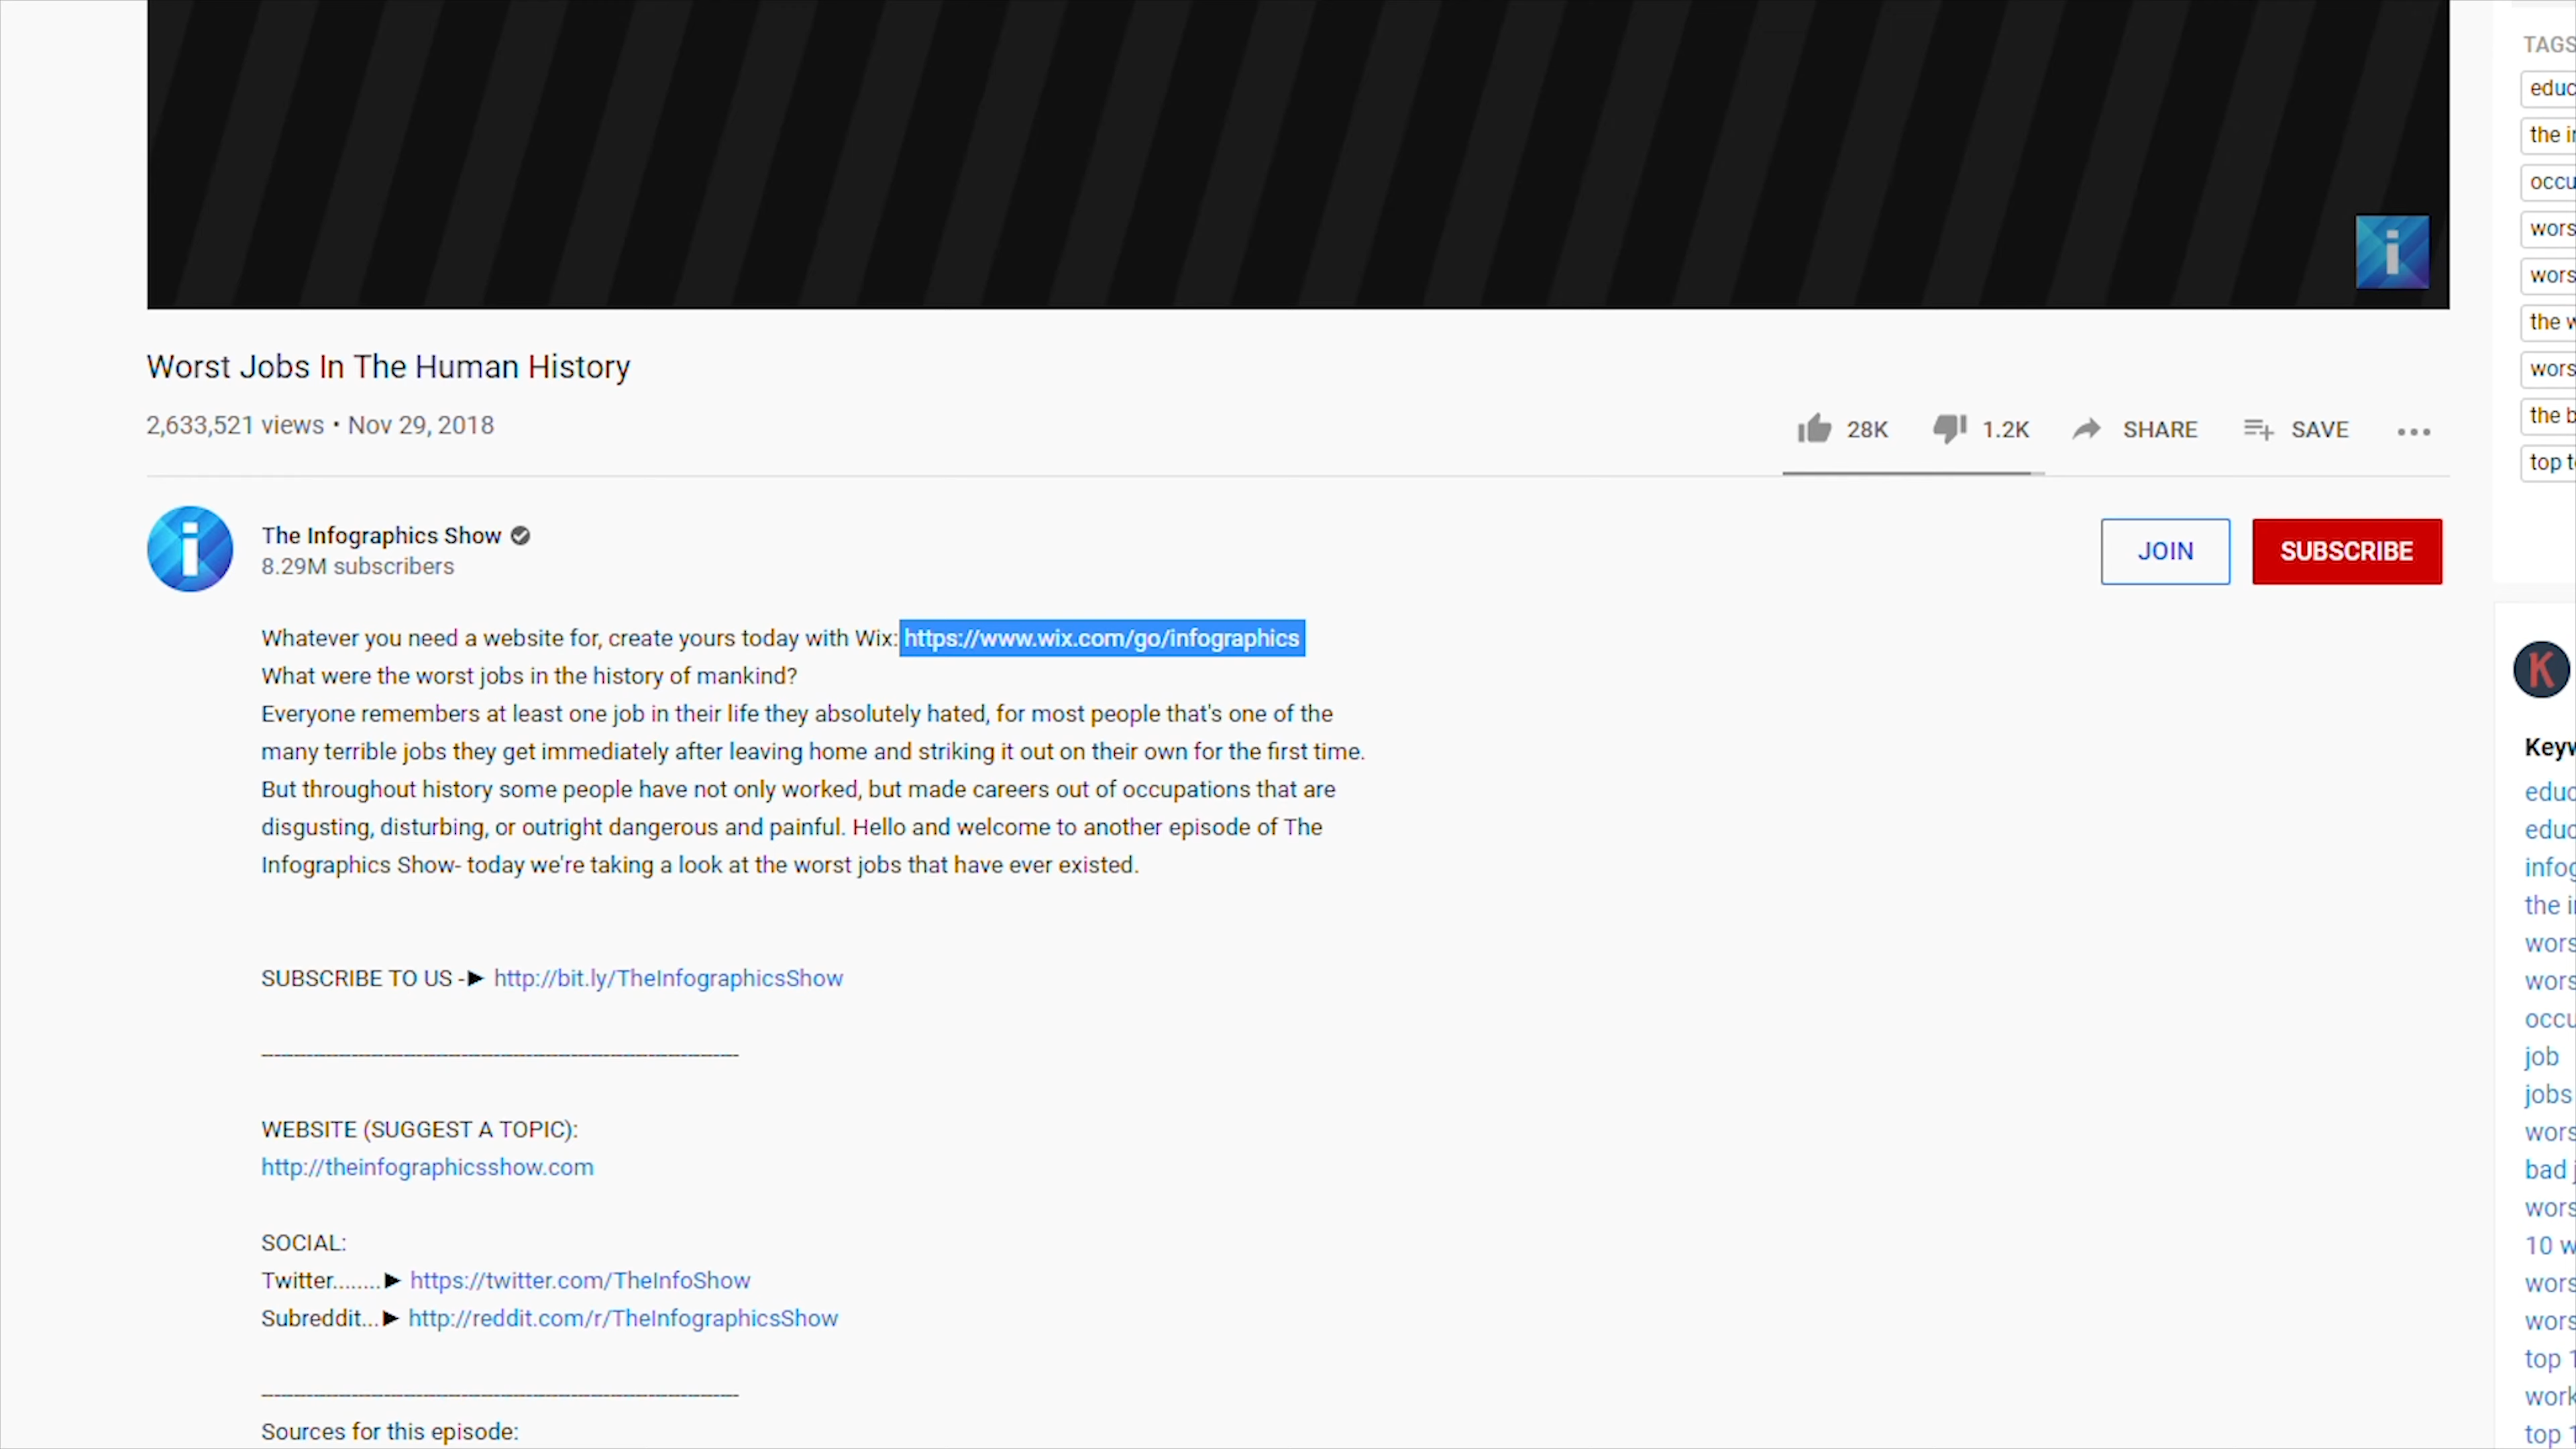 Worst Jobs In The Human History
2,633,521 views • Nov 29, 2018
28K 1.2K SHARE SAVE
The Infographics Show
8.29M subscribers
JOIN SUBSCRIBE
Whatever you need a website for, create yours today with Wix: https://www.wix.com/go/infographics
What were the worst jobs in the history of mankind?
Everyone remembers at least one job in their life they absolutely hated, for most people that's one of the
many terrible jobs they get immediately after leaving home and striking it out on their own for the first time.
But throughout history some people have not only worked, but made careers out of occupations that are
disgusting, disturbing, or outright dangerous and painful. Hello and welcome to another episode of The
Infographics Show- today we're taking a look at the worst jobs that have ever existed.
SUBSCRIBE TO US -► http://bit.ly/TheInfographicsShow
WEBSITE (SUGGEST A TOPIC):
http://theinfographicsshow.com
SOCIAL:
Twitter........► https://twitter.com/TheInfoShow
Subreddit...► http://reddit.com/r/TheInfographicsShow
Sources for this episode:
TAGS
the
the
the
top
K
the
job
jobs
bad
10
top
top